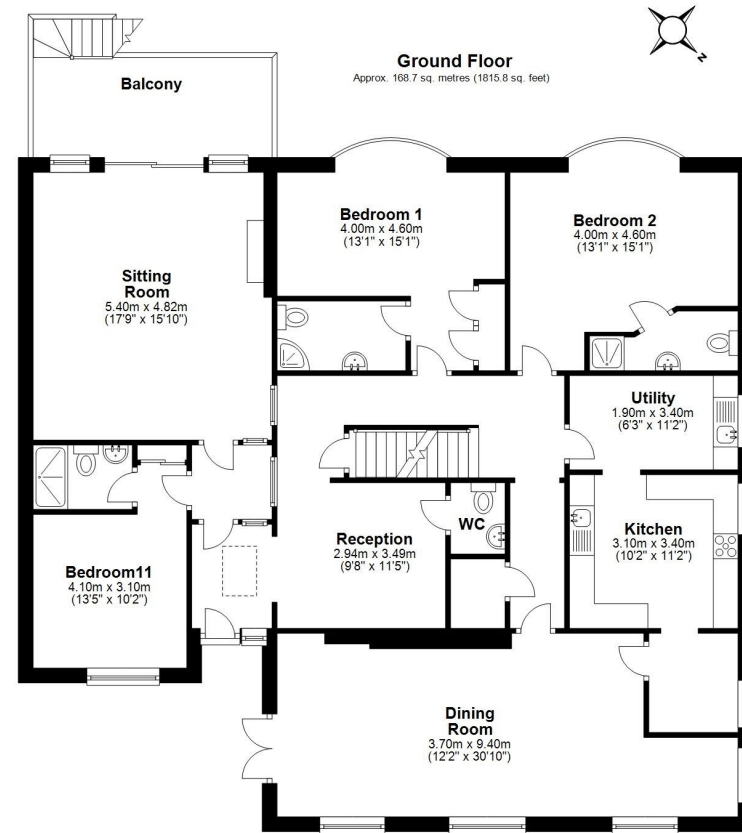 Ground Floor
Approx. 168.7 sq. metres (1815.8 sq. feet)
N
Balcony
Bedroom 1
4.00m x 4.60m
(13'1" x 15'1")
Bedroom 2
4.00m x 4.60m
(13'1" x 15'1")
Sitting
Room
5.40m x 4.82m
(17'9" x 15'10")
Utility
1.90m x 3.40m
(6'3" x 11'2")
WC
Reception
2.94m x 3.49m
(9'8" x 11'5")
Kitchen
3.10m x 3.40m
(10'2" x 11'2")
Bedroom11
4.10m x 3.10m
(13'5" x 10'2")
Dining
Room
3.70m x 9.40m
(12'2" x 30'10")